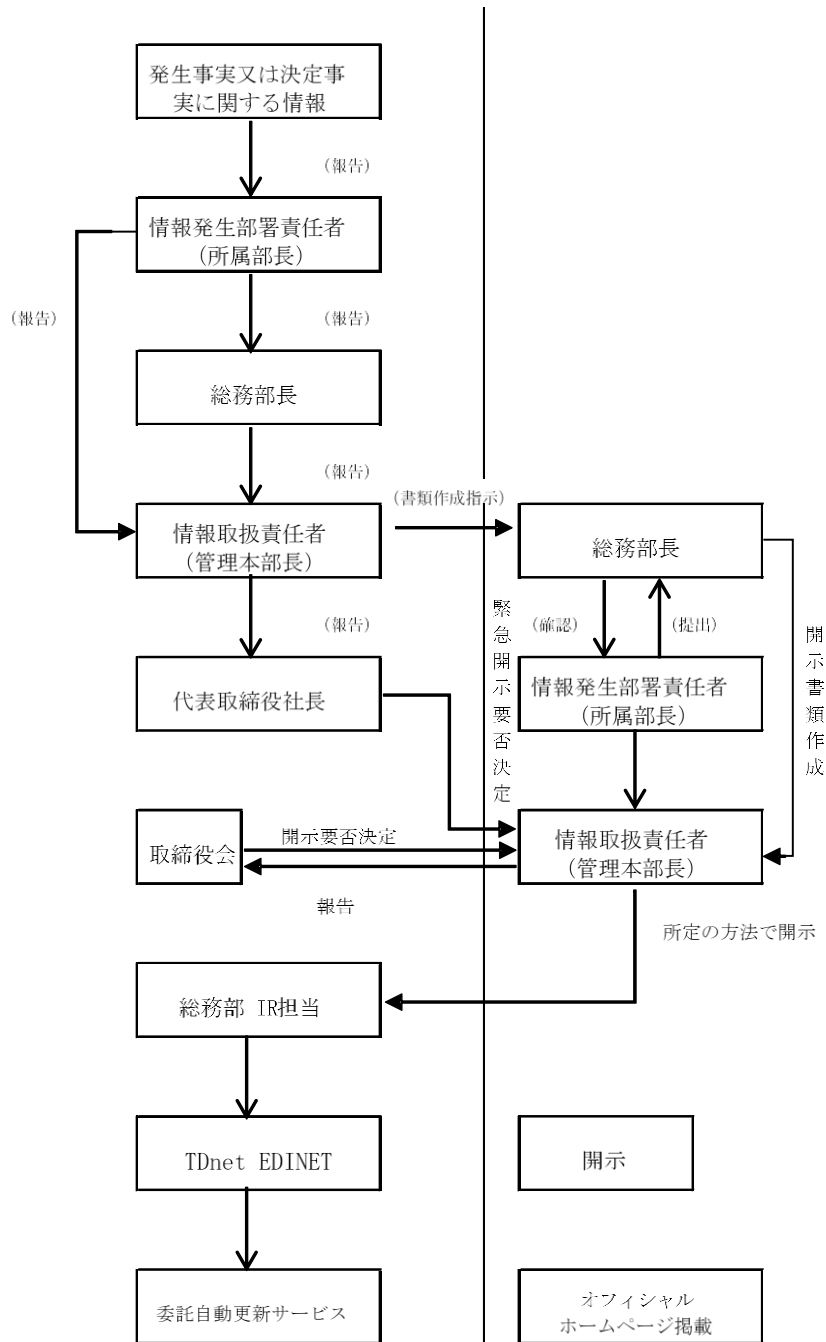 発生事実又は決定事
実に関する情報
(報告)
情報発生部署責任者
(所属部長)
(報告)
(報告)
総務部長
(報告)
(書類作成指示)
情報取扱責任者
(管理本部長)
総務部長
(報告)
緊急開示要否決定
(確認)
(提出)
開示書類作成
代表取締役社長
情報発生部署責任者
(所属部長)
取締役会
開示要否決定
情報取扱責任者
(管理本部長)
報告
所定の方法で開示
総務部 IR担当
TDnet EDINET
開示
委託自動更新サービス
オフィシャル
ホームページ掲載